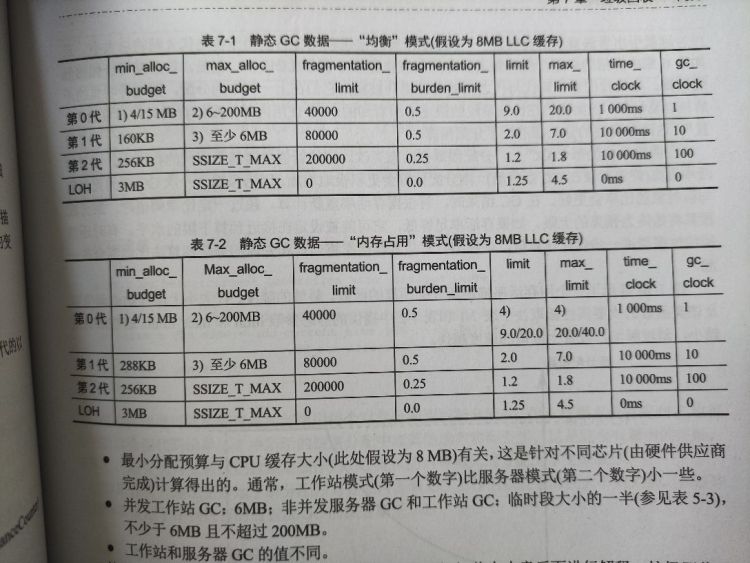 表 7-1 静态 GC 数据——“均衡”模式(假设为 8MB LLC 缓存)
min_alloc_ max_alloc_ fragmentation_ fragmentation_ limit max_ time_ gc_
budget budget limit burden_limit limit clock clock
第0代 1) 4/15 MB 2) 6~200MB 40000 0.5 9.0 20.0 1 000ms 1
第1代 160KB 3) 至少 6MB 80000 0.5 2.0 7.0 10 000ms 10
第2代 256KB SSIZE_T_MAX 200000 0.25 1.2 1.8 10 000ms 100
LOH 3MB SSIZE_T_MAX 0 0.0 1.25 4.5 0ms 0
表 7-2 静态 GC 数据——“内存占用”模式(假设为 8MB LLC 缓存)
min_alloc_ Max_alloc_ fragmentation_ fragmentation_ limit max_ time_ gc_
budget budget limit burden_limit limit clock clock
第0代 1) 4/15 MB 2) 6~200MB 40000 0.5 4) 4) 1 000ms 1
9.0/20.0 20.0/40.0
第1代 288KB 3) 至少 6MB 80000 0.5 2.0 7.0 10 000ms 10
第2代 256KB SSIZE_T_MAX 200000 0.25 1.2 1.8 10 000ms 100
LOH 3MB SSIZE_T_MAX 0 0.0 1.25 4.5 0ms 0
• 最小分配预算与 CPU 缓存大小(此处假设为 8 MB)有关，这是针对不同芯片(由硬件供应商
完成)计算得出的。通常，工作站模式(第一个数字)比服务器模式(第二个数字)小一些。
• 并发工作站 GC：6MB；非并发服务器 GC 和工作站 GC：临时段大小的一半(参见表 5-3)，
不少于 6MB 且不超过 200MB。
• 工作站和服务器 GC 的值不同。
描
代的以